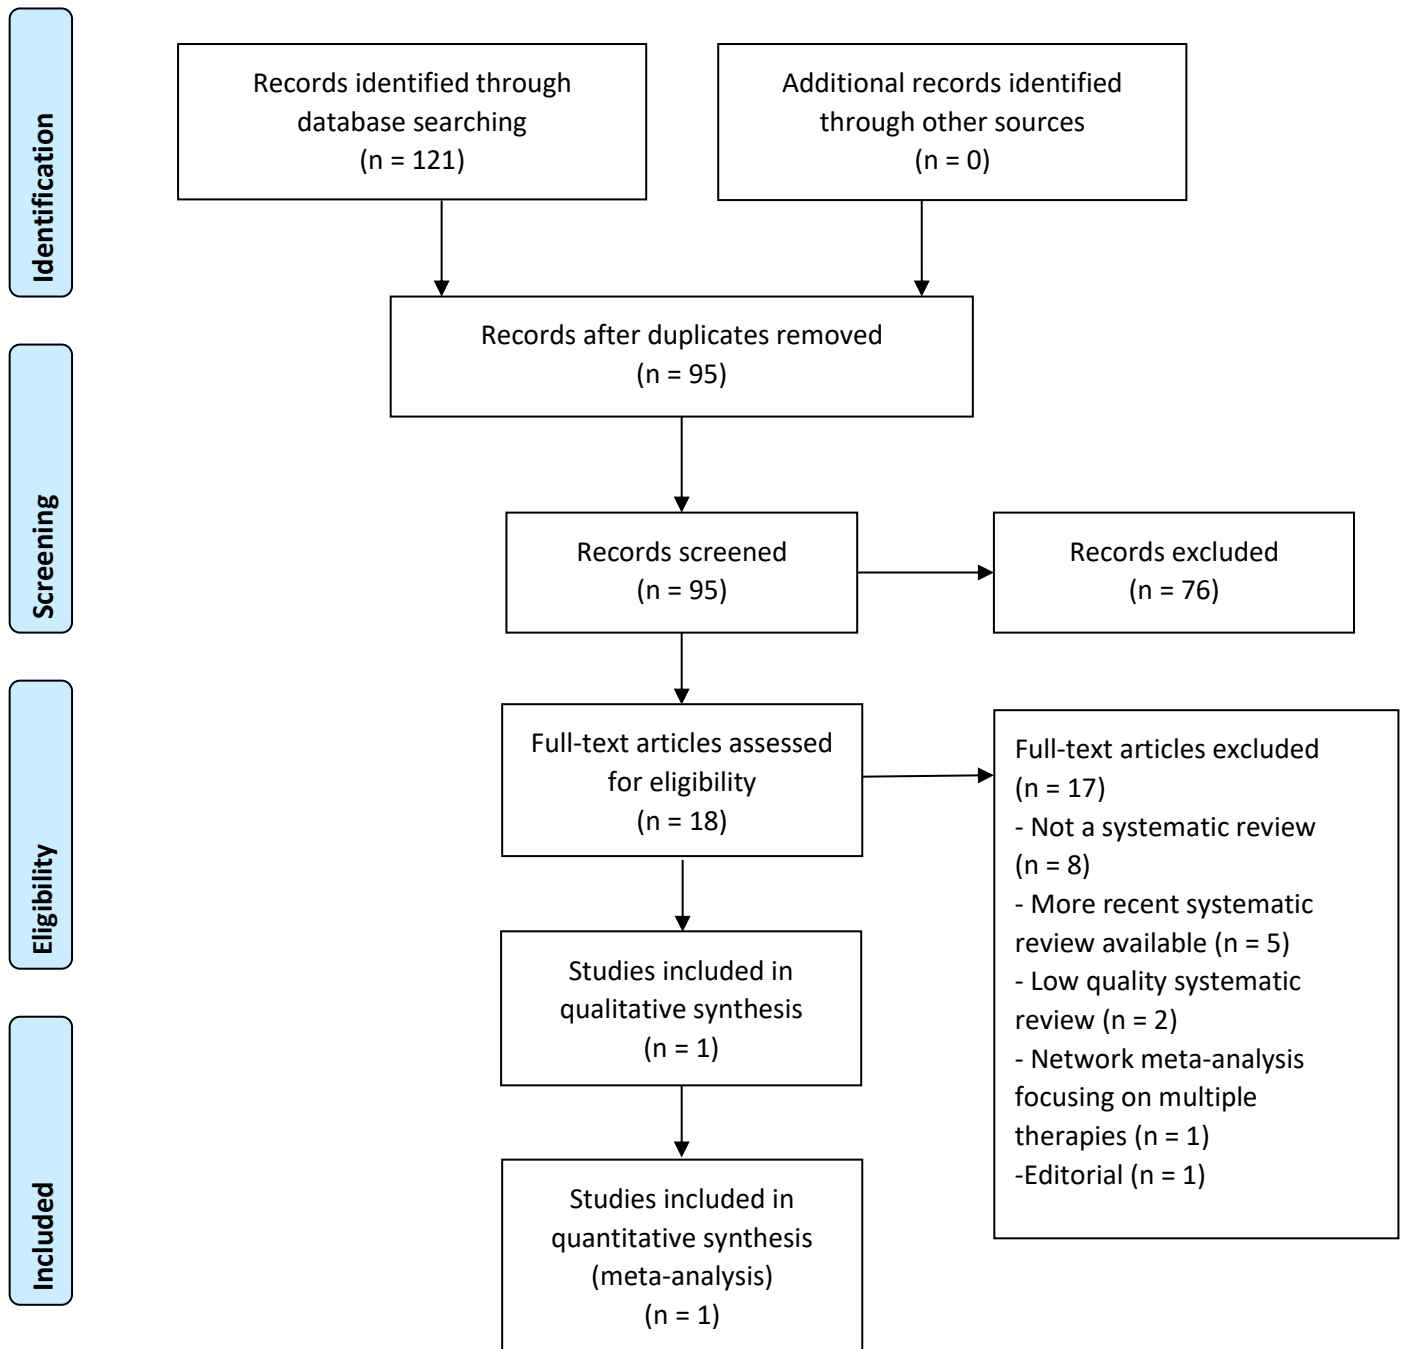 Identification
Records identified through
database searching
(n = 121)
Additional records identified
through other sources
(n = 0)
Records after duplicates removed
(n = 95)
Screening
Records screened
(n = 95)
Records excluded
(n = 76)
Eligibility
Full-text articles assessed
for eligibility
(n = 18)
Full-text articles excluded
(n = 17)
- Not a systematic review
(n = 8)
- More recent systematic
review available (n = 5)
- Low quality systematic
review (n = 2)
- Network meta-analysis
focusing on multiple
therapies (n = 1)
-Editorial (n = 1)
Studies included in
qualitative synthesis
(n = 1)
Included
Studies included in
quantitative synthesis
(meta-analysis)
(n = 1)